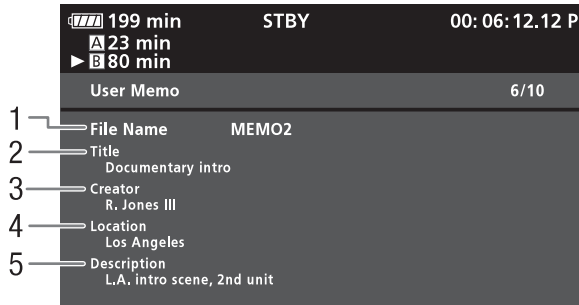 199 min STBY 00:06:12.12 P
A 23 min
▶ B 80 min
User Memo 6/10
1 File Name MEMO2
2 Title
Documentary intro
3 Creator
R. Jones III
4 Location
Los Angeles
5 Description
L.A. intro scene, 2nd unit